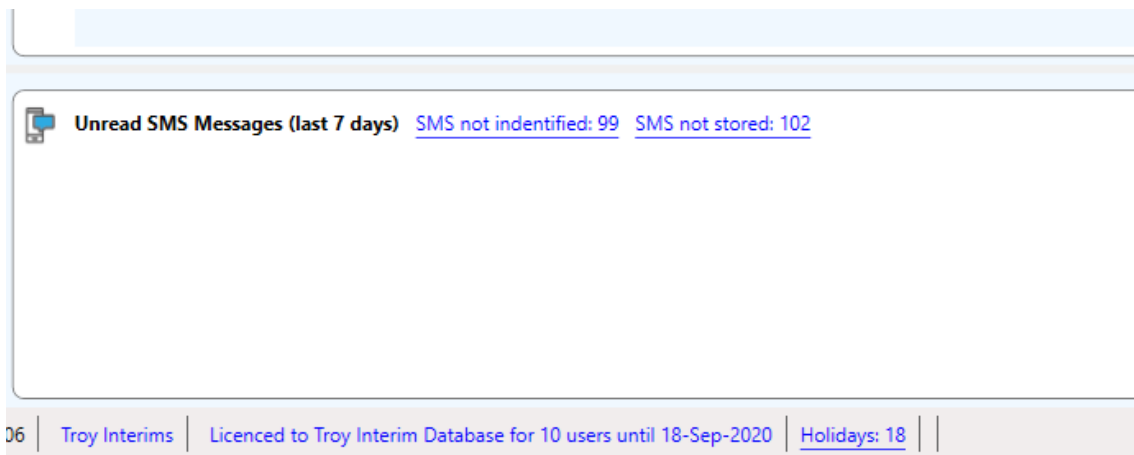 Unread SMS Messages (last 7 days) SMS not indentified: 99 SMS not stored: 102
06 Troy Interims Licenced to Troy Interim Database for 10 users until 18-Sep-2020 Holidays: 18